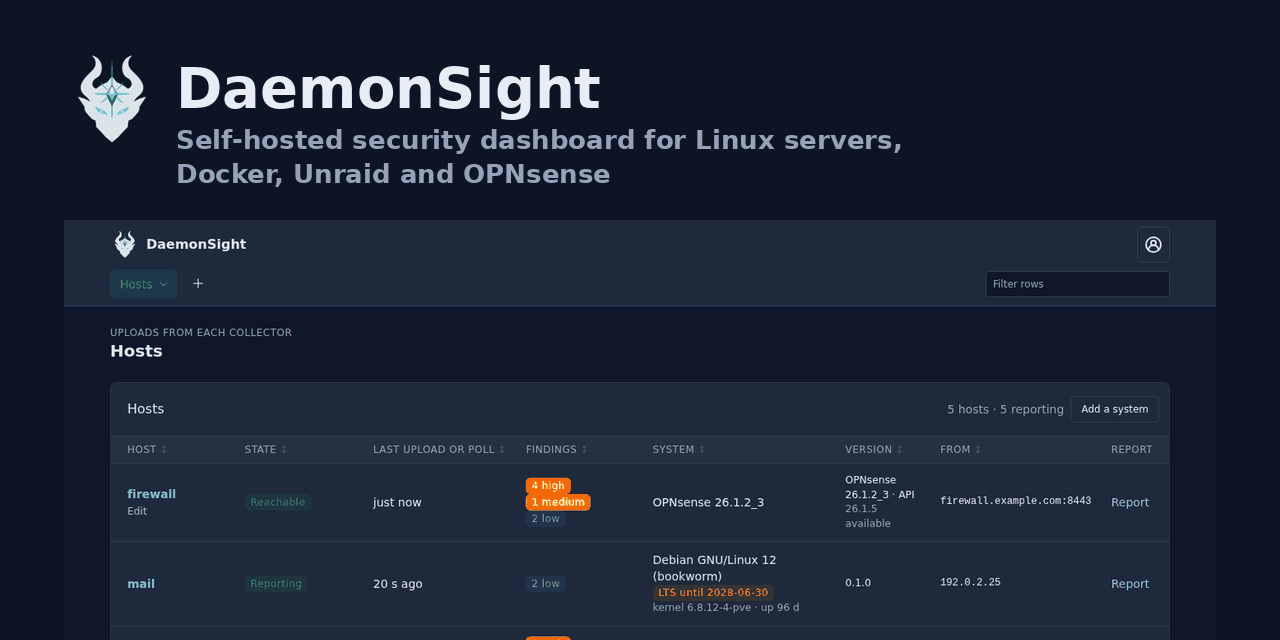 DaemonSight
Self-hosted security dashboard for Linux servers,
Docker, Unraid and OPNsense
DaemonSight
Hosts
+
Filter rows
UPLOADS FROM EACH COLLECTOR
Hosts
Hosts
5 hosts · 5 reporting
Add a system
HOST ↕ STATE ↕ LAST UPLOAD OR POLL ↕ FINDINGS ↕ SYSTEM ↕ VERSION ↕ FROM ↕ REPORT
firewall
Edit
Reachable
just now
4 high
1 medium
2 low
OPNsense 26.1.2_3
OPNsense
26.1.2_3 · API
26.1.5
available
firewall.example.com:8443
Report
mail
Reporting
20 s ago
2 low
Debian GNU/Linux 12
(bookworm)
LTS until 2028-06-30
kernel 6.8.12-4-pve · up 96 d
0.1.0
192.0.2.25
Report